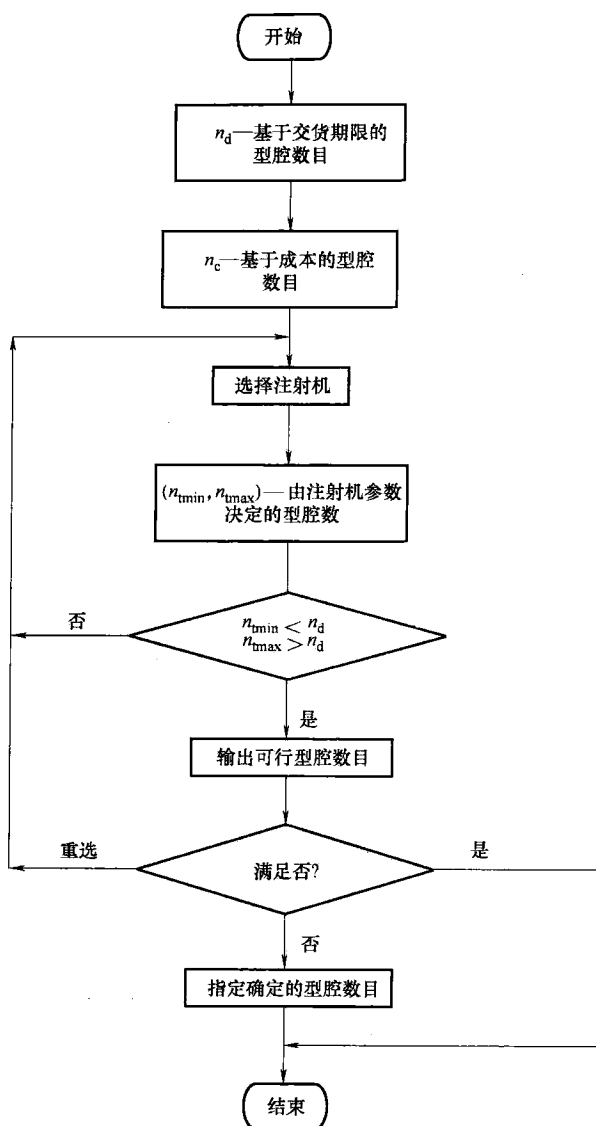 开始
n_d—基于交货期限的
型腔数目
n_c—基于成本的型腔
数目
选择注射机
(n_tmin, n_tmax)—由注射机参数
决定的型腔数
否
n_tmin < n_d
n_tmax > n_d
是
输出可行型腔数目
重选
满足否?
是
否
指定确定的型腔数目
结束